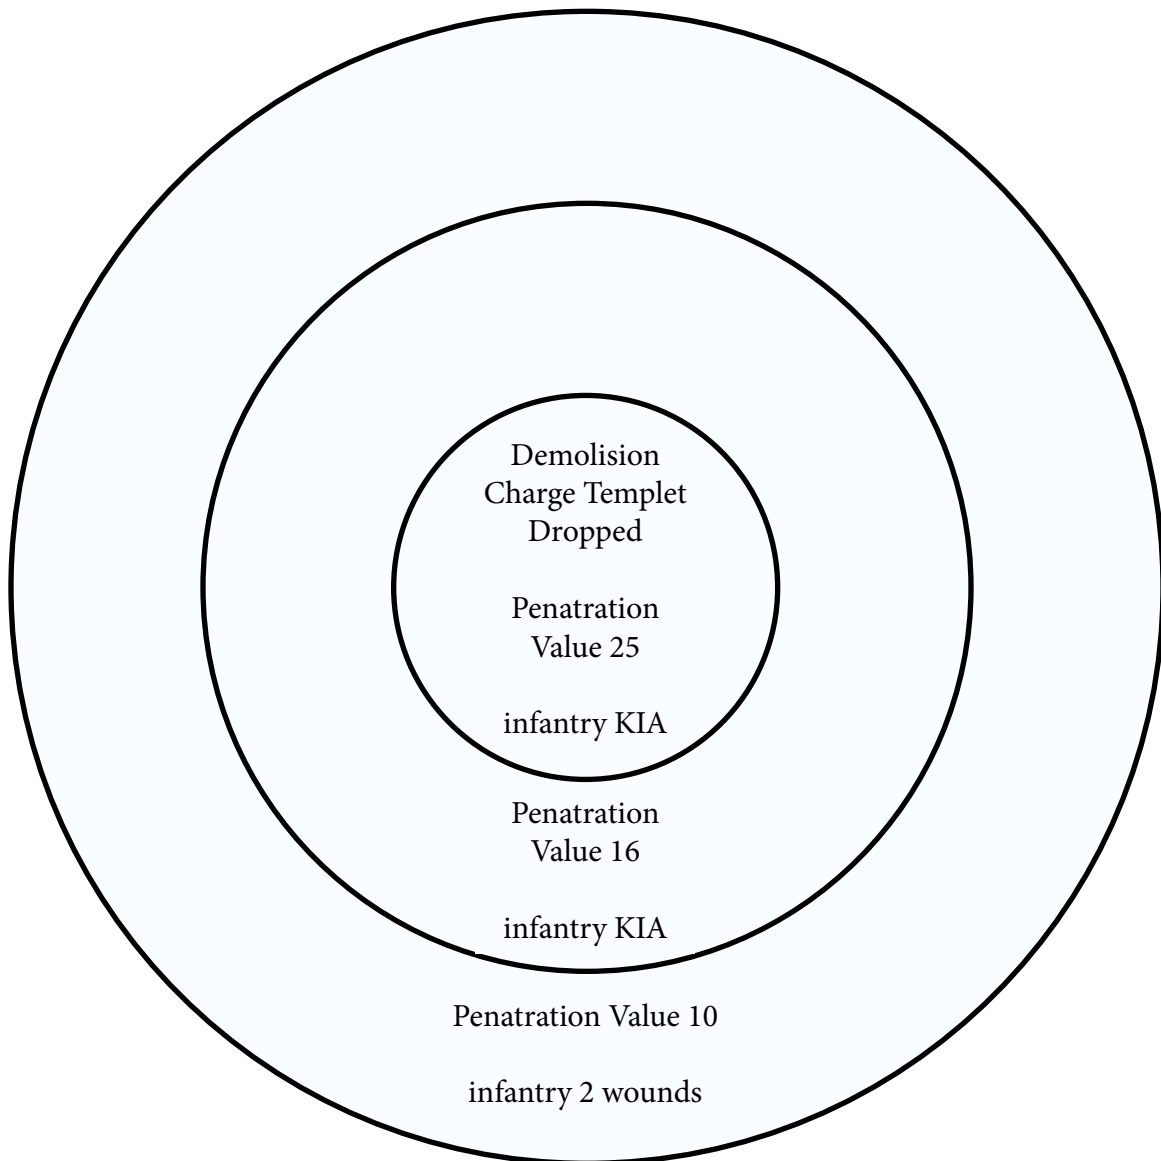 Demolision
Charge Templet
Dropped
Penatration
Value 25
infantry KIA
Penatration
Value 16
infantry KIA
Penatration Value 10
infantry 2 wounds